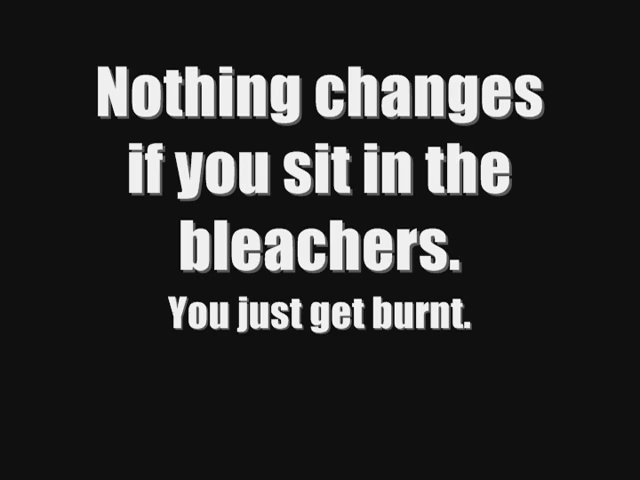 Nothing changes
if you sit in the
bleachers.
You just get burnt.